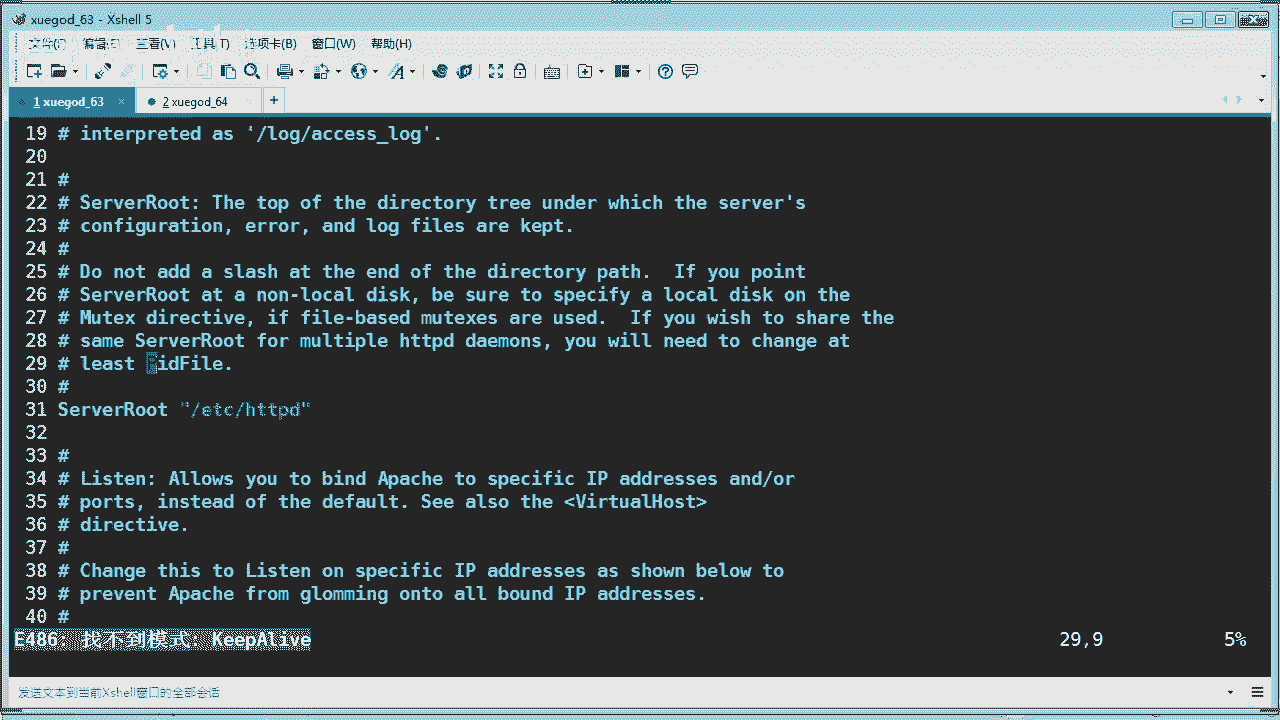 xuegod_63 - Xshell 5
文件(F) 编辑(E) 查看(V) 工具(T) 选项卡(B) 窗口(W) 帮助(H)
1 xuegod_63 × 2 xuegod_64 +
19 # interpreted as '/log/access_log'.
20
21 #
22 # ServerRoot: The top of the directory tree under which the server's
23 # configuration, error, and log files are kept.
24 #
25 # Do not add a slash at the end of the directory path.  If you point
26 # ServerRoot at a non-local disk, be sure to specify a local disk on the
27 # Mutex directive, if file-based mutexes are used.  If you wish to share the
28 # same ServerRoot for multiple httpd daemons, you will need to change at
29 # least PidFile.
30 #
31 ServerRoot "/etc/httpd"
32
33 #
34 # Listen: Allows you to bind Apache to specific IP addresses and/or
35 # ports, instead of the default. See also the <VirtualHost>
36 # directive.
37 #
38 # Change this to Listen on specific IP addresses as shown below to
39 # prevent Apache from glomming onto all bound IP addresses.
40 #
E486: 找不到模式: KeepAlive 29,9 5%
发送文本到当前Xshell窗口的全部会话